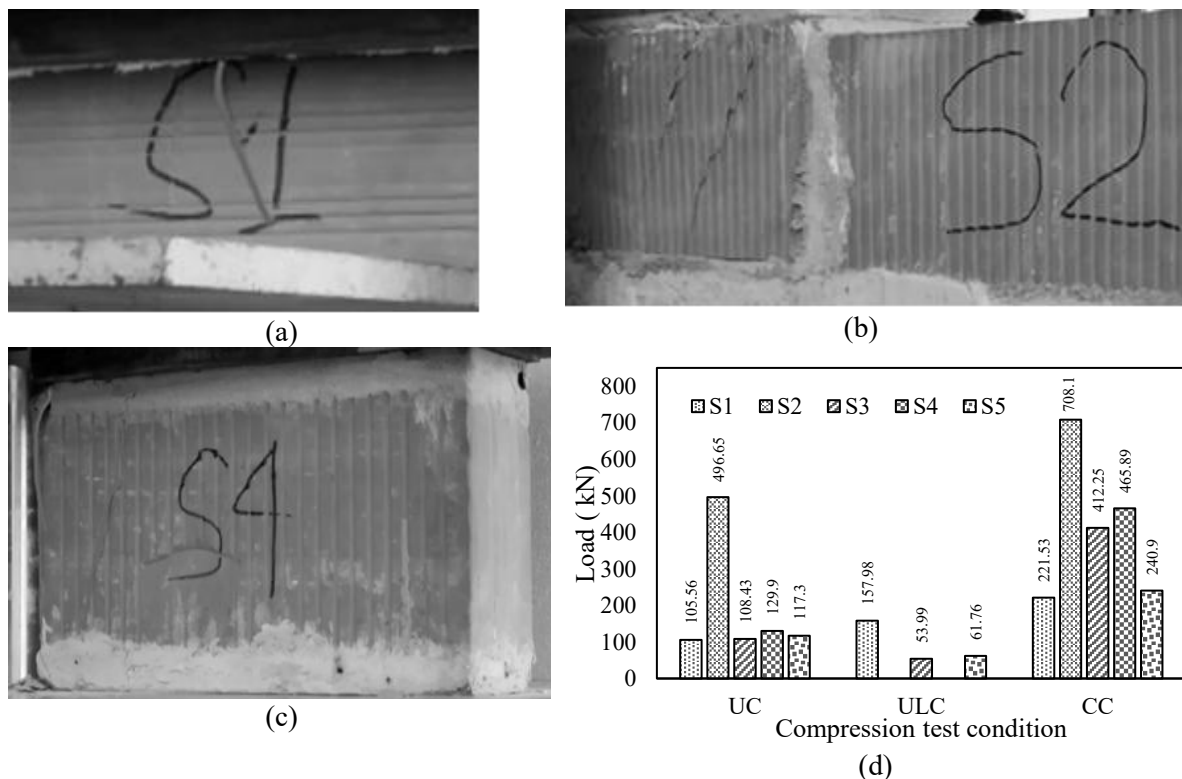 S1
(a)
S2
(b)
S4
(c)
800
700
600
500
400
300
200
100
0
Load ( kN)
S1 S2 S3 S4 S5
105.56
496.65
108.43
129.9
117.3
157.98
53.99
61.76
221.53
708.1
412.25
465.89
240.9
UC ULC CC
Compression test condition
(d)